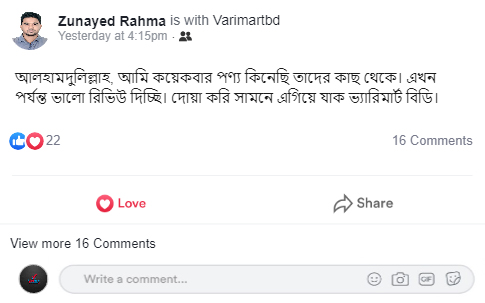 Zunayed Rahma is with Varimartbd
Yesterday at 4:15pm ·
আলহামদুলিল্লাহ, আমি কয়েকবার পণ্য কিনেছি তাদের কাছ থেকে। এখন
পর্যন্ত ভালো রিভিউ দিচ্ছি। দোয়া করি সামনে এগিয়ে যাক ভ্যারিমার্ট বিডি।
22 16 Comments
Love Share
View more 16 Comments
Write a comment...
GIF